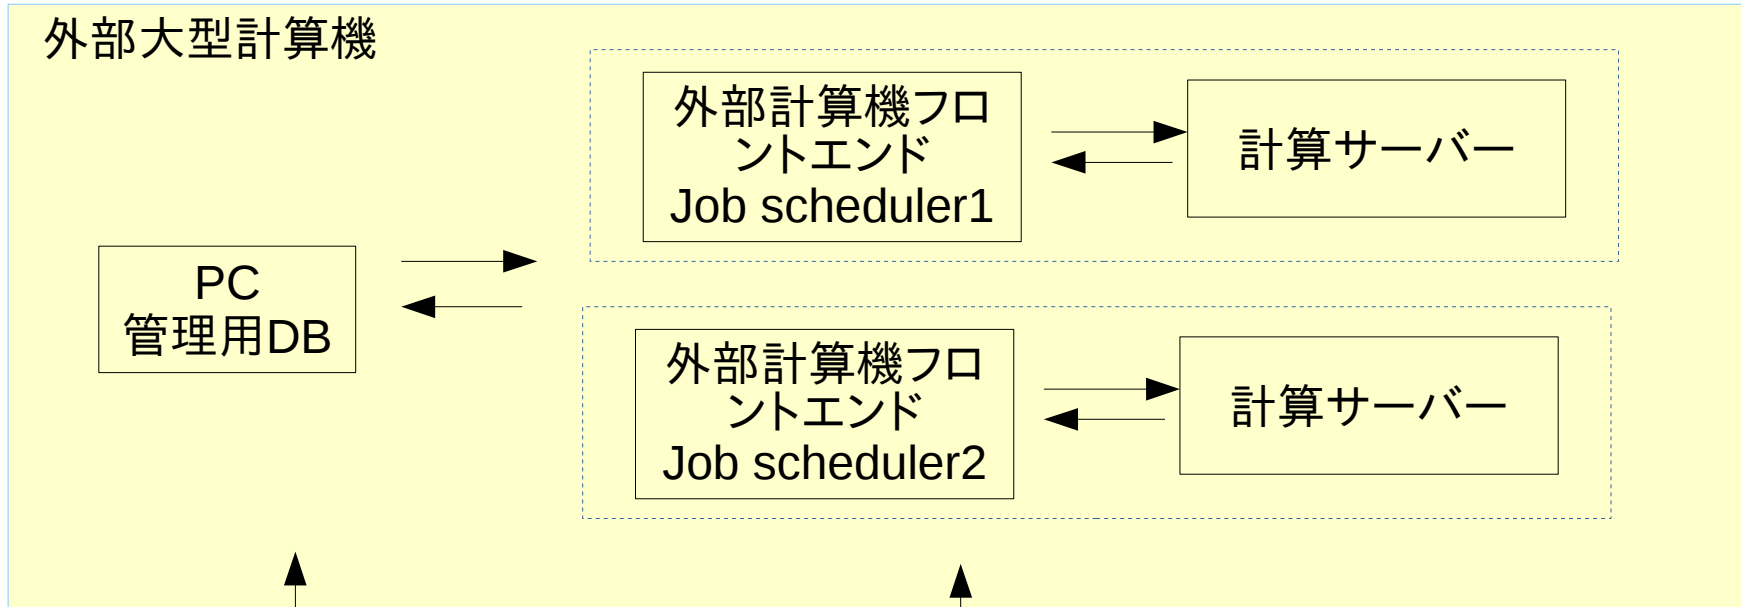 外部大型計算機
外部計算機フロ
ントエンド
Job scheduler1
計算サーバー
PC
管理用DB
外部計算機フロ
ントエンド
Job scheduler2
計算サーバー